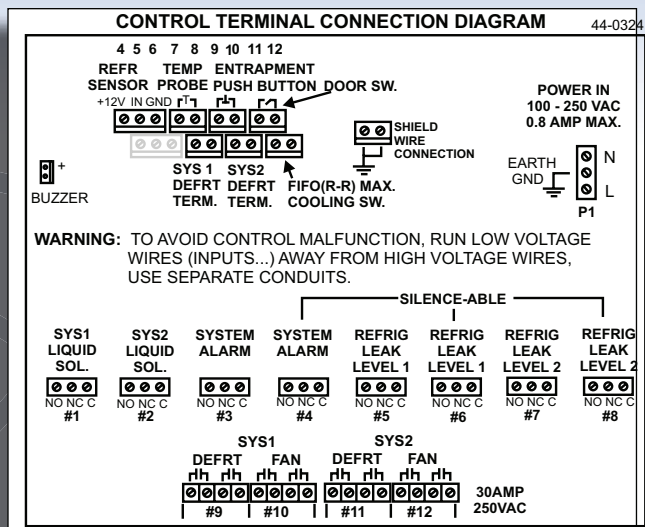 CONTROL TERMINAL CONNECTION DIAGRAM 44-0324
4 5 6 7 8 9 10 11 12
REFR TEMP ENTRAPMENT
SENSOR PROBE PUSH BUTTON DOOR SW.
+12V IN GND T
POWER IN
100 - 250 VAC
0.8 AMP MAX.
SHIELD
WIRE
CONNECTION
EARTH
GND
N
L
P1
+
BUZZER
SYS 1 SYS2
DEFRT DEFRT FIFO(R-R) MAX.
TERM. TERM. COOLING SW.
WARNING: TO AVOID CONTROL MALFUNCTION, RUN LOW VOLTAGE
WIRES (INPUTS...) AWAY FROM HIGH VOLTAGE WIRES,
USE SEPARATE CONDUITS.
SILENCE-ABLE
SYS1 SYS2 SYSTEM SYSTEM REFRIG REFRIG REFRIG REFRIG
LIQUID LIQUID ALARM ALARM LEAK LEAK LEAK LEAK
SOL. SOL. LEVEL 1 LEVEL 1 LEVEL 2 LEVEL 2
NO NC C NO NC C NO NC C NO NC C NO NC C NO NC C NO NC C NO NC C
#1 #2 #3 #4 #5 #6 #7 #8
SYS1 SYS2
DEFRT FAN DEFRT FAN
30AMP
250VAC
#9 #10 #11 #12